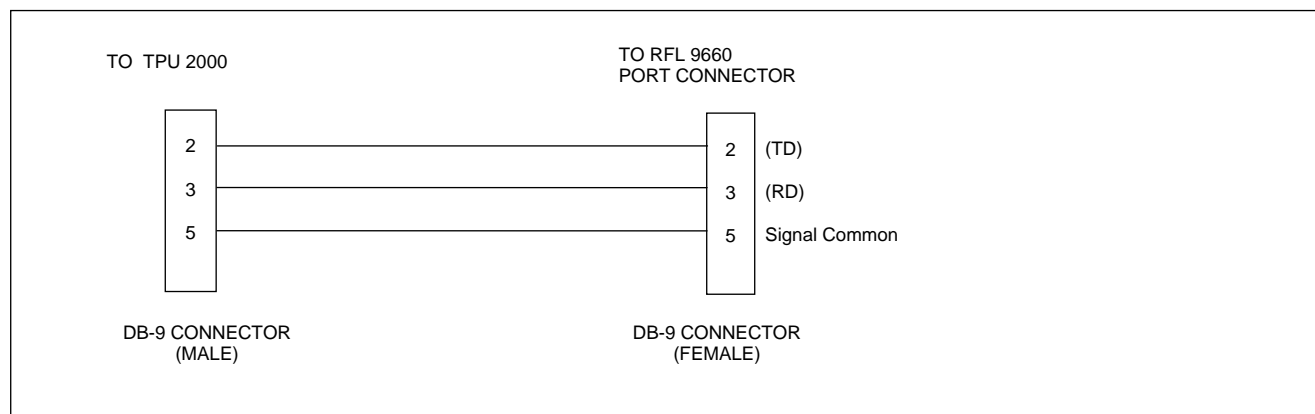 TO TPU 2000
TO RFL 9660
PORT CONNECTOR
2
2 (TD)
3
3 (RD)
5
5 Signal Common
DB-9 CONNECTOR
(MALE)
DB-9 CONNECTOR
(FEMALE)